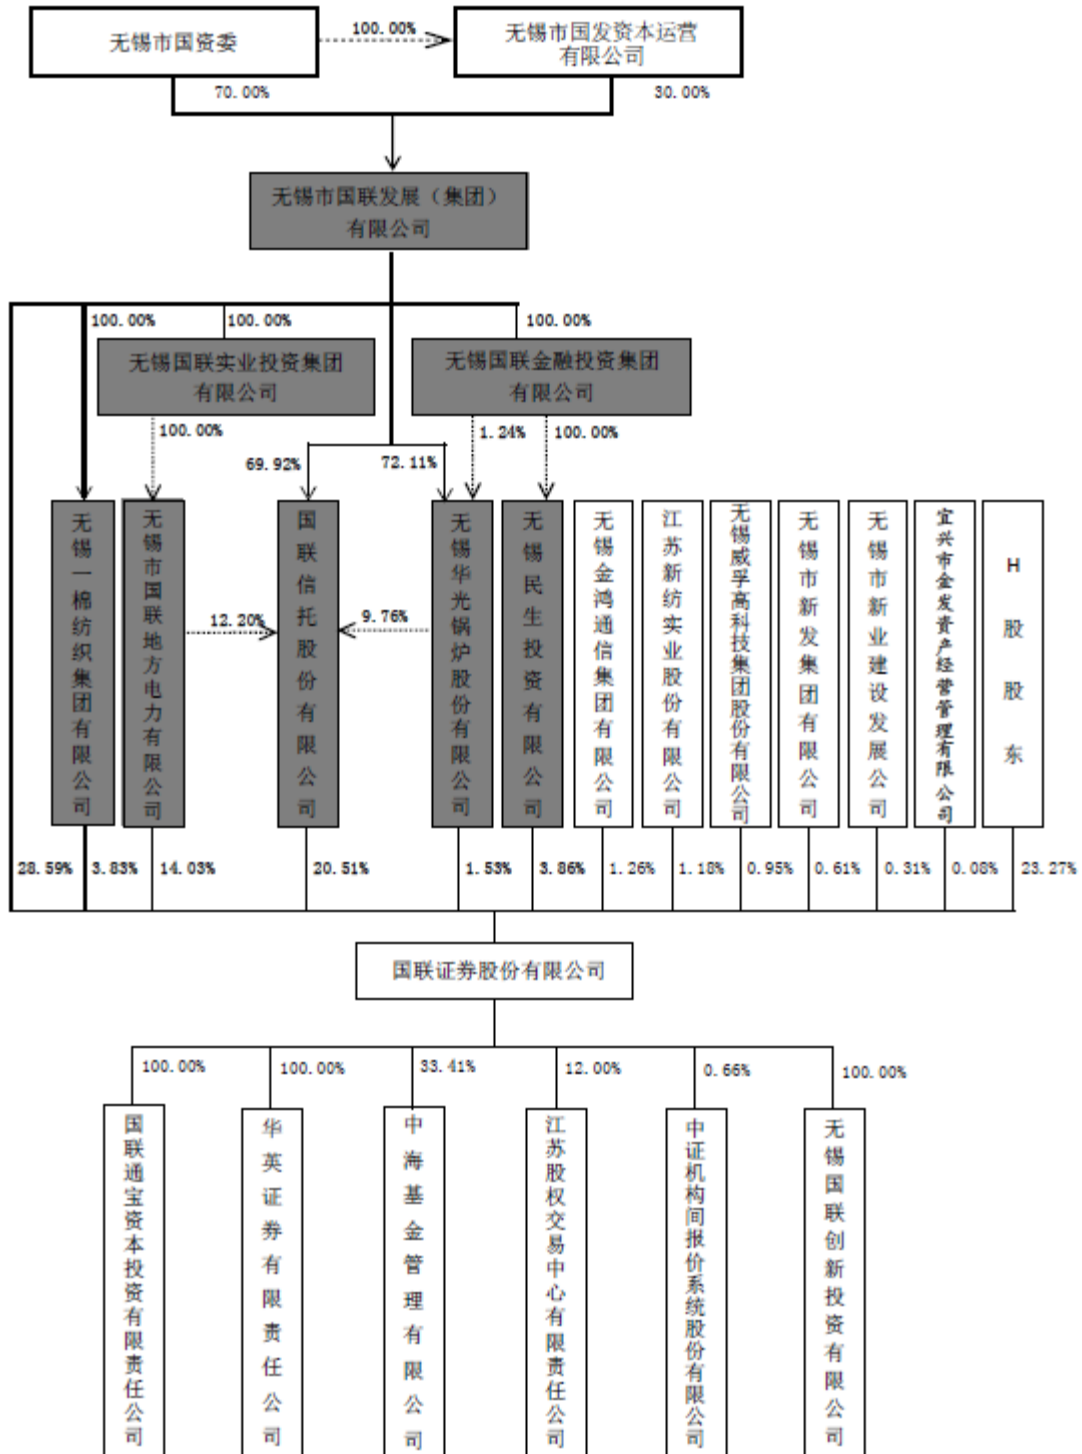 无锡市国资委
100.00%
无锡市国发资本运营
有限公司
70.00%
30.00%
无锡市国联发展（集团）
有限公司
100.00%
100.00%
100.00%
无锡国联实业投资集团
有限公司
无锡国联金融投资集团
有限公司
100.00%
1.24%
100.00%
69.92%
72.11%
无锡一棉纺织集团有限公司
无锡市国联地方电力有限公司
12.20%
国联信托股份有限公司
9.76%
无锡华光锅炉股份有限公司
无锡民生投资有限公司
无锡金鸿通信集团有限公司
江苏新纺实业股份有限公司
无锡威孚高科技集团股份有限公司
无锡市新发集团有限公司
无锡市新业建设发展公司
宜兴市金发资产经营管理有限公司
H股股东
28.59%
3.83%
14.03%
20.51%
1.53%
3.86%
1.26%
1.18%
0.95%
0.61%
0.31%
0.08%
23.27%
国联证券股份有限公司
100.00%
100.00%
33.41%
12.00%
0.66%
100.00%
国联通宝资本投资有限责任公司
华英证券有限责任公司
中海基金管理有限公司
江苏股权交易中心有限责任公司
中证机构间报价系统股份有限公司
无锡国联创新投资有限公司